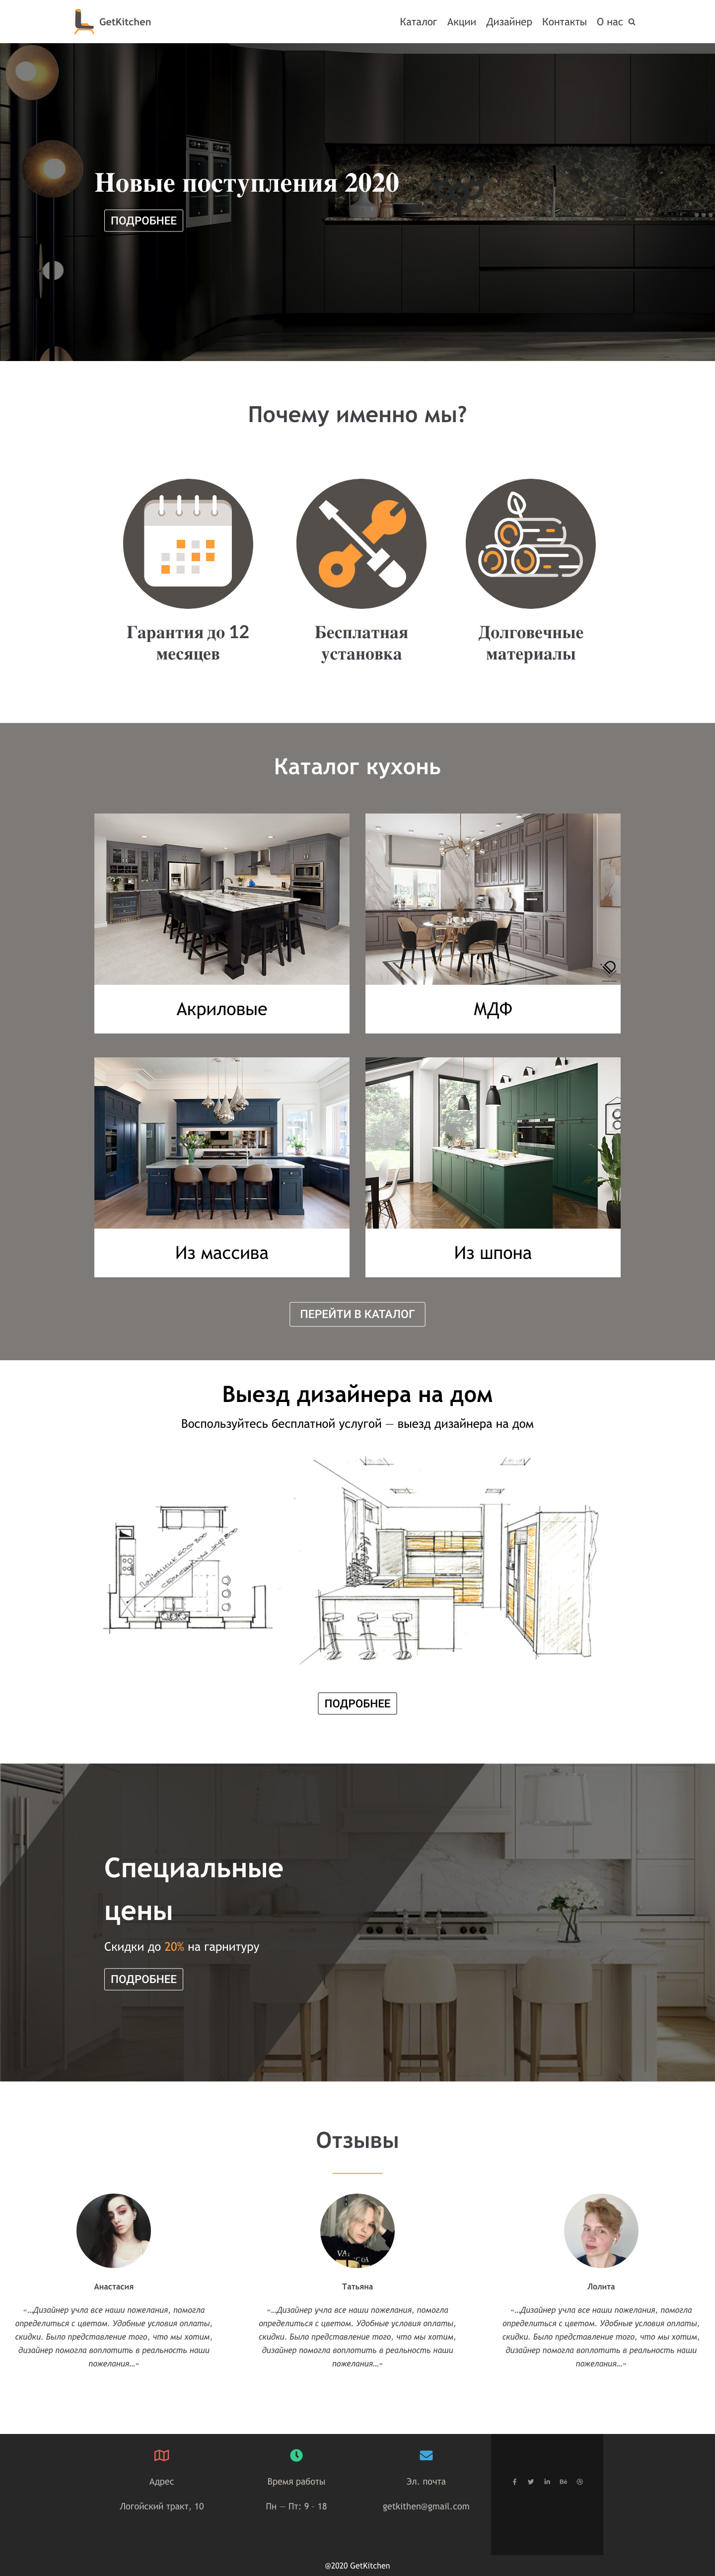 GetKitchen
Каталог Акции Дизайнер Контакты О нас
Новые поступления 2020
ПОДРОБНЕЕ
Почему именно мы?
Гарантия до 12
месяцев
Бесплатная
установка
Долговечные
материалы
Каталог кухонь
Акриловые
МДФ
Из массива
Из шпона
ПЕРЕЙТИ В КАТАЛОГ
Выезд дизайнера на дом
Воспользуйтесь бесплатной услугой — выезд дизайнера на дом
ПОДРОБНЕЕ
Специальные
цены
Скидки до 20% на гарнитуру
ПОДРОБНЕЕ
Отзывы
Анастасия
«...Дизайнер учла все наши пожелания, помогла
определиться с цветом. Удобные условия оплаты,
скидки. Было представление того, что мы хотим,
дизайнер помогла воплотить в реальность наши
пожелания...»
Татьяна
«...Дизайнер учла все наши пожелания, помогла
определиться с цветом. Удобные условия оплаты,
скидки. Было представление того, что мы хотим,
дизайнер помогла воплотить в реальность наши
пожелания...»
Лолита
«...Дизайнер учла все наши пожелания, помогла
определиться с цветом. Удобные условия оплаты,
скидки. Было представление того, что мы хотим,
дизайнер помогла воплотить в реальность наши
пожелания...»
Адрес
Логойский тракт, 10
Время работы
Пн — Пт: 9 - 18
Эл. почта
getkithen@gmail.com
@2020 GetKitchen